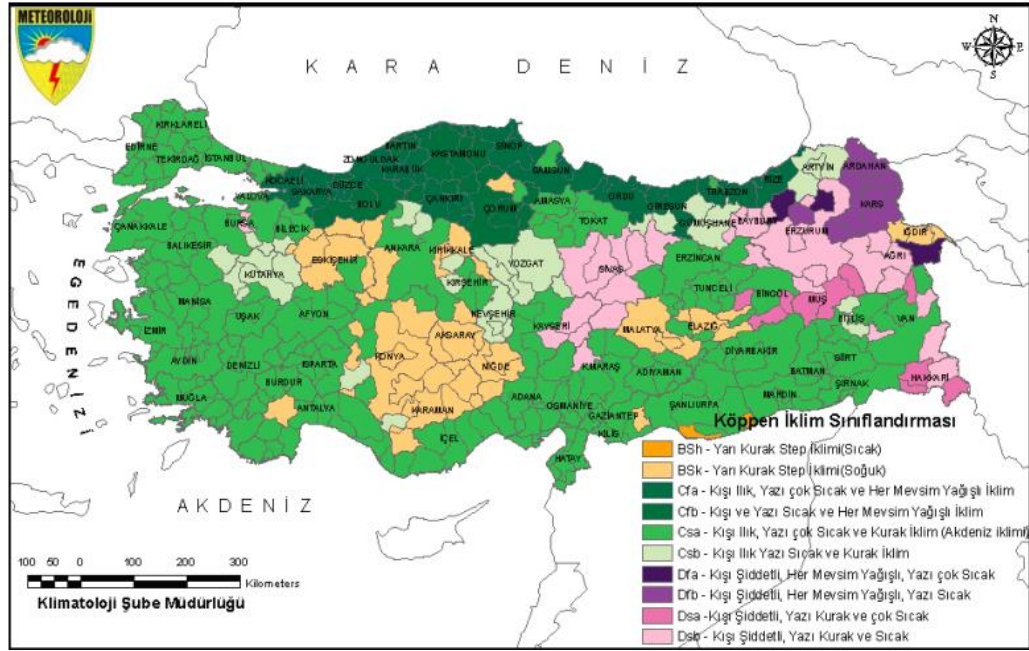 METEOROLOJİ
N
W E
S
KARA DENİZ
KIRKLARELİ
EDİRNE
TEKİRDAĞ
İSTANBUL
KOCAELİ
YALOVA
SAKARYA
DÜZCE
ZONGULDAK
BARTIN
KARABÜK
KASTAMONU
SİNOP
SAMSUN
BOLU
ÇANKIRI
ÇORUM
AMASYA
TOKAT
ORDU
GİRESUN
TRABZON
RİZE
ARTVİN
ARDAHAN
GÜMÜŞHANE
BAYBURT
KARS
IĞDIR
ERZURUM
AĞRI
ÇANAKKALE
BALIKESİR
BURSA
BİLECİK
ESKİŞEHİR
ANKARA
KIRIKKALE
YOZGAT
SİVAS
ERZİNCAN
TUNCELİ
BİNGÖL
MUŞ
KÜTAHYA
KIRŞEHİR
NEVŞEHİR
KAYSERİ
MALATYA
ELAZIĞ
BİTLİS
VAN
EGE DENİZİ
MANİSA
UŞAK
AFYON
AKSARAY
İZMİR
KONYA
NİĞDE
DİYARBAKIR
SİİRT
AYDIN
DENİZLİ
ISPARTA
K.MARAŞ
ADIYAMAN
BATMAN
HAKKARİ
BURDUR
ŞIRNAK
MUĞLA
ANTALYA
KARAMAN
ADANA
OSMANİYE
GAZİANTEP
ŞANLIURFA
MARDİN
İÇEL
KİLİS
HATAY
AKDENİZ
Köppen İklim Sınıflandırması
BSh - Yarı Kurak Step İklimi(Sıcak)
BSk - Yarı Kurak Step İklimi(Soğuk)
Cfa - Kışı Ilık, Yazı çok Sıcak ve Her Mevsim Yağışlı İklim
Cfb - Kışı ve Yazı Sıcak ve Her Mevsim Yağışlı İklim
Csa - Kışı Ilık, Yazı çok Sıcak ve Kurak İklim (Akdeniz iklimi)
Csb - Kışı Ilık Yazı Sıcak ve Kurak İklim
Dfa - Kışı Şiddetli, Her Mevsim Yağışlı, Yazı çok Sıcak
Dfb - Kışı Şiddetli, Her Mevsim Yağışlı, Yazı Sıcak
Dsa - Kışı Şiddetli, Yazı Kurak ve çok Sıcak
Dsb - Kışı Şiddetli, Yazı Kurak ve Sıcak
100 50 0 100 200 300
Kilometers
Klimatoloji Şube Müdürlüğü